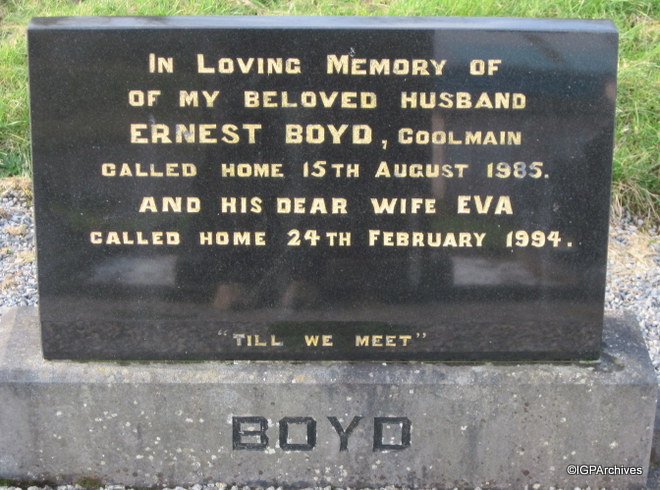 In Loving Memory of
of my beloved husband
ERNEST BOYD, Coolmain
called home 15th August 1985.
and his dear wife EVA
called home 24th February 1994.
"Till we meet"
BOYD
©IGPArchives